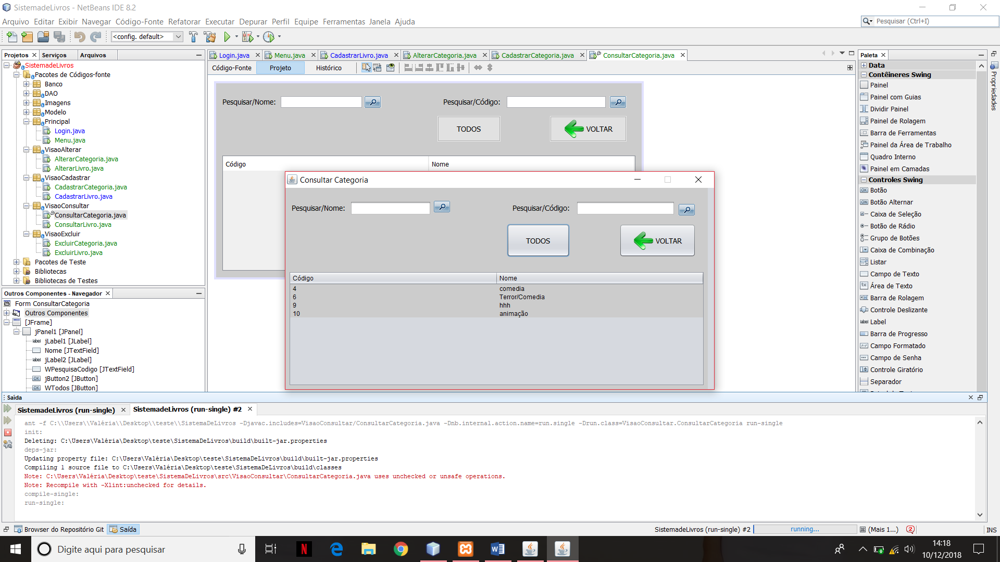 SistemadeLivros - NetBeans IDE 8.2
Arquivo Editar Exibir Navegar Código-Fonte Refatorar Executar Depurar Perfil Equipe Ferramentas Janela Ajuda
Pesquisar (Ctrl+I)
<config. default>
Projetos Serviços Arquivos
SistemadeLivros
Pacotes de Códigos-fonte
Banco
DAO
Imagens
Modelo
Principal
Login.java
Menu.java
VisaoAlterar
AlterarCategoria.java
AlterarLivro.java
VisaoCadastrar
CadastrarCategoria.java
CadastrarLivro.java
VisaoConsultar
ConsultarCategoria.java
ConsultarLivro.java
VisaoExcluir
ExcluirCategoria.java
ExcluirLivro.java
Pacotes de Teste
Bibliotecas
Bibliotecas de Testes
Outros Componentes - Navegador
Form ConsultarCategoria
Outros Componentes
[JFrame]
jPanel1 [JPanel]
jLabel1 [JLabel]
Nome [JTextField]
jLabel2 [JLabel]
WPesquisaCodigo [JTextField]
jButton2 [JButton]
WTodos [JButton]
Login.java Menu.java CadastrarLivro.java AlterarCategoria.java CadastrarCategoria.java ConsultarCategoria.java
Código-Fonte Projeto Histórico
Pesquisar/Nome: Pesquisar/Código:
TODOS VOLTAR
Código Nome
Consultar Categoria
Pesquisar/Nome: Pesquisar/Código:
TODOS VOLTAR
Código Nome
4 comedia
6 Terror/Comedia
9 hhh
10 animação
Paleta
Data
Contêineres Swing
Painel
Painel com Guias
Dividir Painel
Painel de Rolagem
Barra de Ferramentas
Painel da Área de Trabalho
Quadro Interno
Painel em Camadas
Controles Swing
Botão
Botão Alternar
Caixa de Seleção
Botão de Rádio
Grupo de Botões
Caixa de Combinação
Listar
Campo de Texto
Área de Texto
Barra de Rolagem
Controle Deslizante
Label
Barra de Progresso
Campo Formatado
Campo de Senha
Controle Giratório
Separador
Propriedades
Saída
SistemadeLivros (run-single) SistemadeLivros (run-single) #2
ant -f C:\\Users\\Valéria\\Desktop\\teste\\SistemaDeLivros -Djavac.includes=VisaoConsultar/ConsultarCategoria.java -Dnb.internal.action.name=run.single -Drun.class=VisaoConsultar.ConsultarCategoria run-single
init:
Deleting: C:\Users\Valéria\Desktop\teste\SistemaDeLivros\build\built-jar.properties
deps-jar:
Updating property file: C:\Users\Valéria\Desktop\teste\SistemaDeLivros\build\built-jar.properties
Compiling 1 source file to C:\Users\Valéria\Desktop\teste\SistemaDeLivros\build\classes
Note: C:\Users\Valéria\Desktop\teste\SistemaDeLivros\src\VisaoConsultar\ConsultarCategoria.java uses unchecked or unsafe operations.
Note: Recompile with -Xlint:unchecked for details.
compile-single:
run-single:
Browser do Repositório Git Saída
SistemadeLivros (run-single) #2 running... (Mais 1...) 2 INS
Digite aqui para pesquisar
14:18
10/12/2018